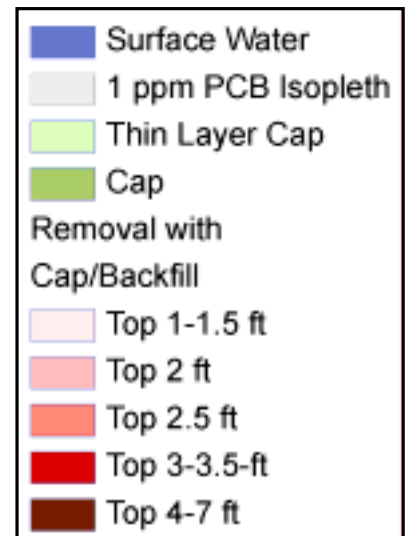 Surface Water
1 ppm PCB Isopleth
Thin Layer Cap
Cap
Removal with
Cap/Backfill
Top 1-1.5 ft
Top 2 ft
Top 2.5 ft
Top 3-3.5-ft
Top 4-7 ft